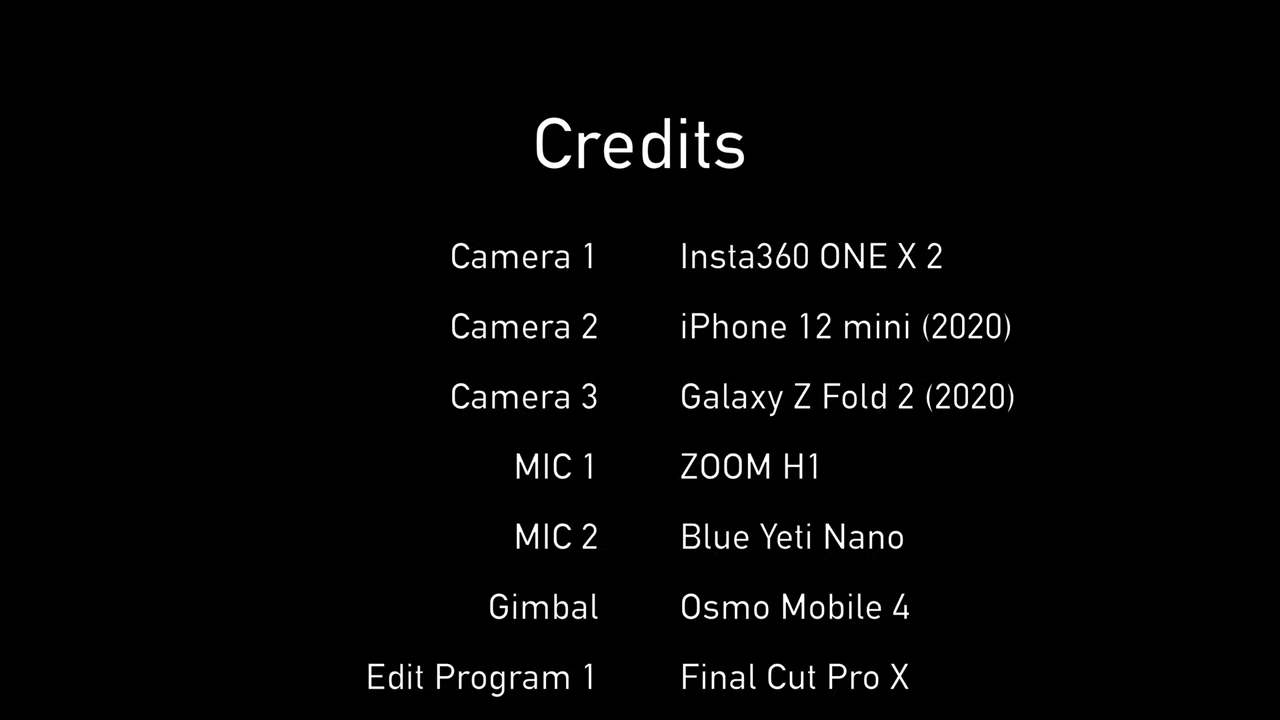 Credits
Camera 1 Insta360 ONE X 2
Camera 2 iPhone 12 mini (2020)
Camera 3 Galaxy Z Fold 2 (2020)
MIC 1 ZOOM H1
MIC 2 Blue Yeti Nano
Gimbal Osmo Mobile 4
Edit Program 1 Final Cut Pro X